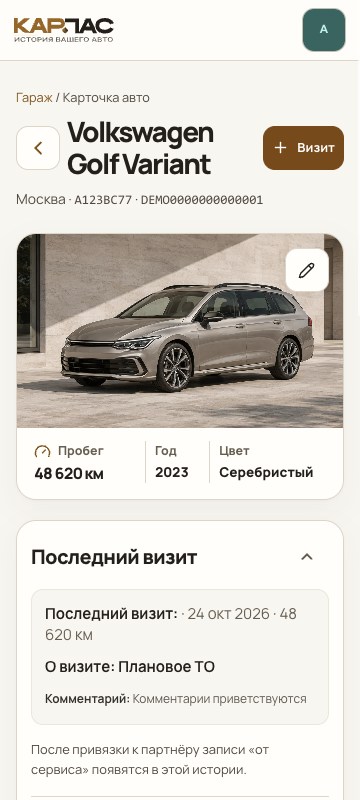 КАРПАС
ИСТОРИЯ ВАШЕГО АВТО
А
Гараж / Карточка авто
Volkswagen
Golf Variant
+ Визит
Москва · А123ВС77 · DEMO0000000000001
Пробег
48 620 км
Год
2023
Цвет
Серебристый
Последний визит
Последний визит: · 24 окт 2026 · 48
620 км
О визите: Плановое ТО
Комментарий: Комментарии приветствуются
После привязки к партнёру записи «от
сервиса» появятся в этой истории.